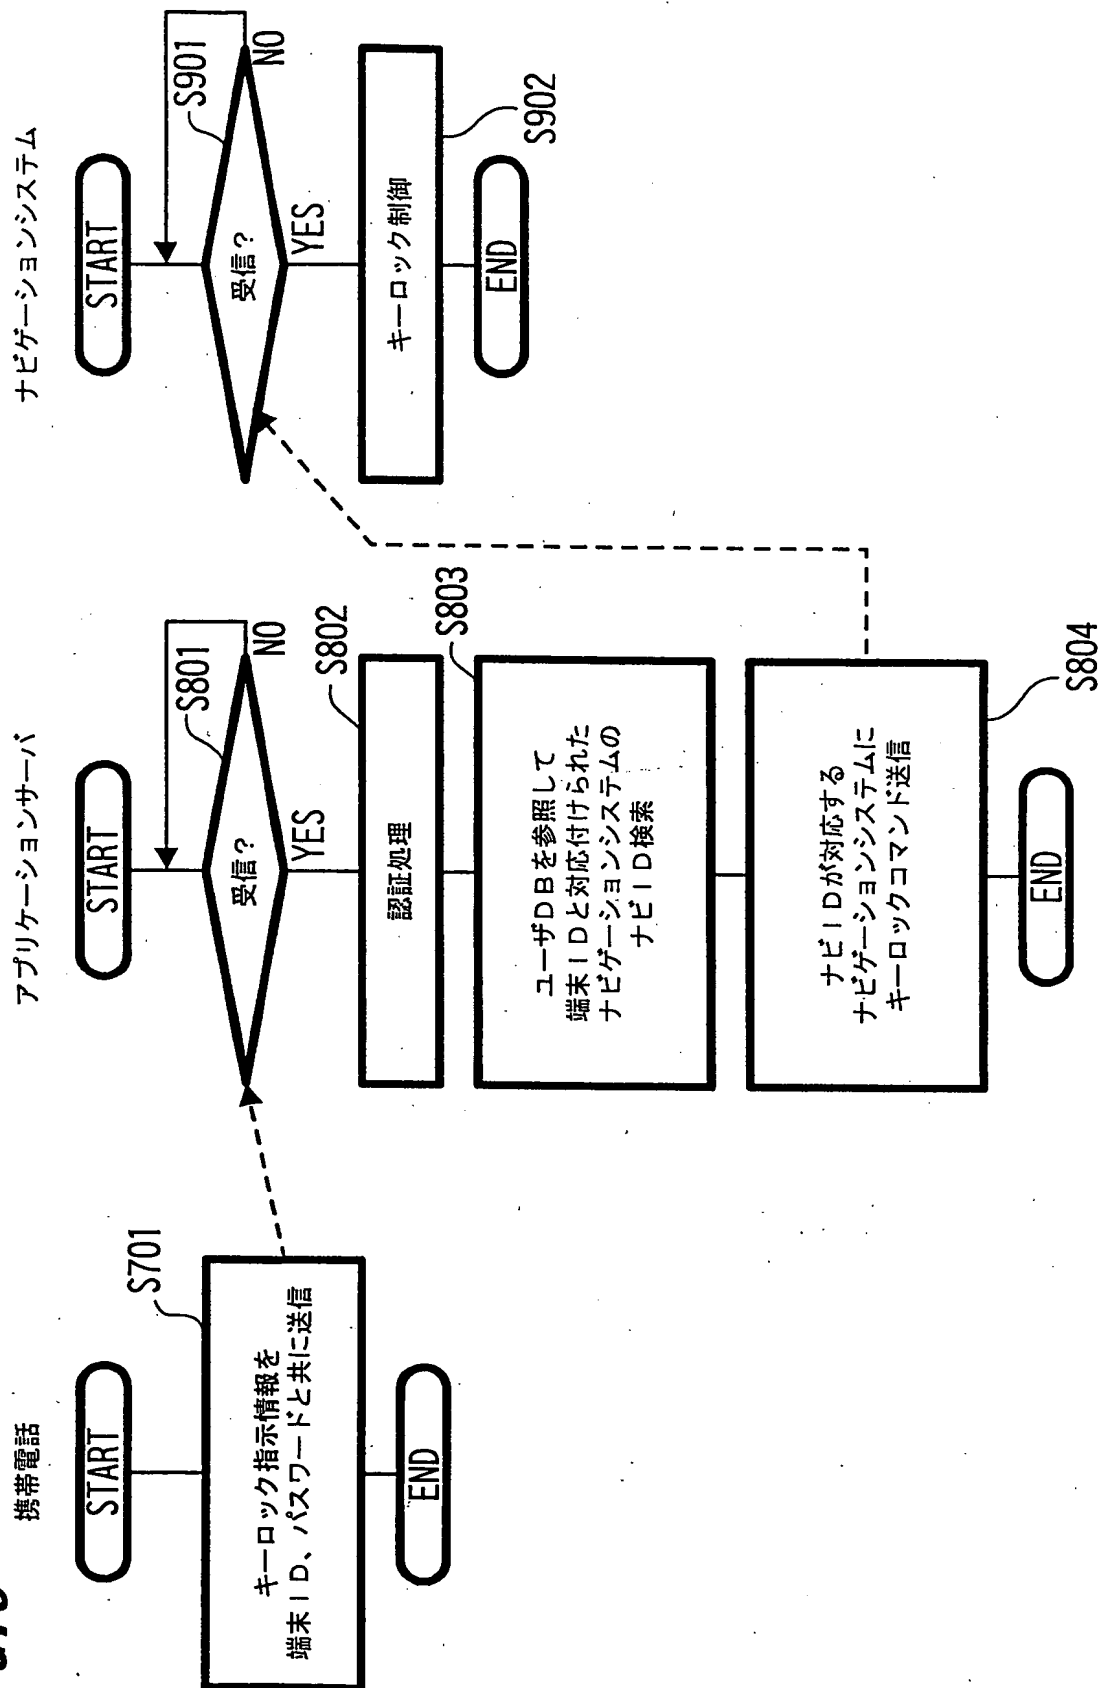 携帯電話
START
S701
キーロック指示情報を
端末ID、パスワードと共に送信
END
アプリケーションサーバ
START
S801
受信?
NO
YES
S802
認証処理
S803
ユーザDBを参照して
端末IDと対応付けられた
ナビゲーションシステムの
ナビID検索
ナビIDが対応する
ナビゲーションシステムに
キーロックコマンド送信
S804
END
ナビゲーションシステム
START
S901
受信?
NO
YES
キーロック制御
S902
END